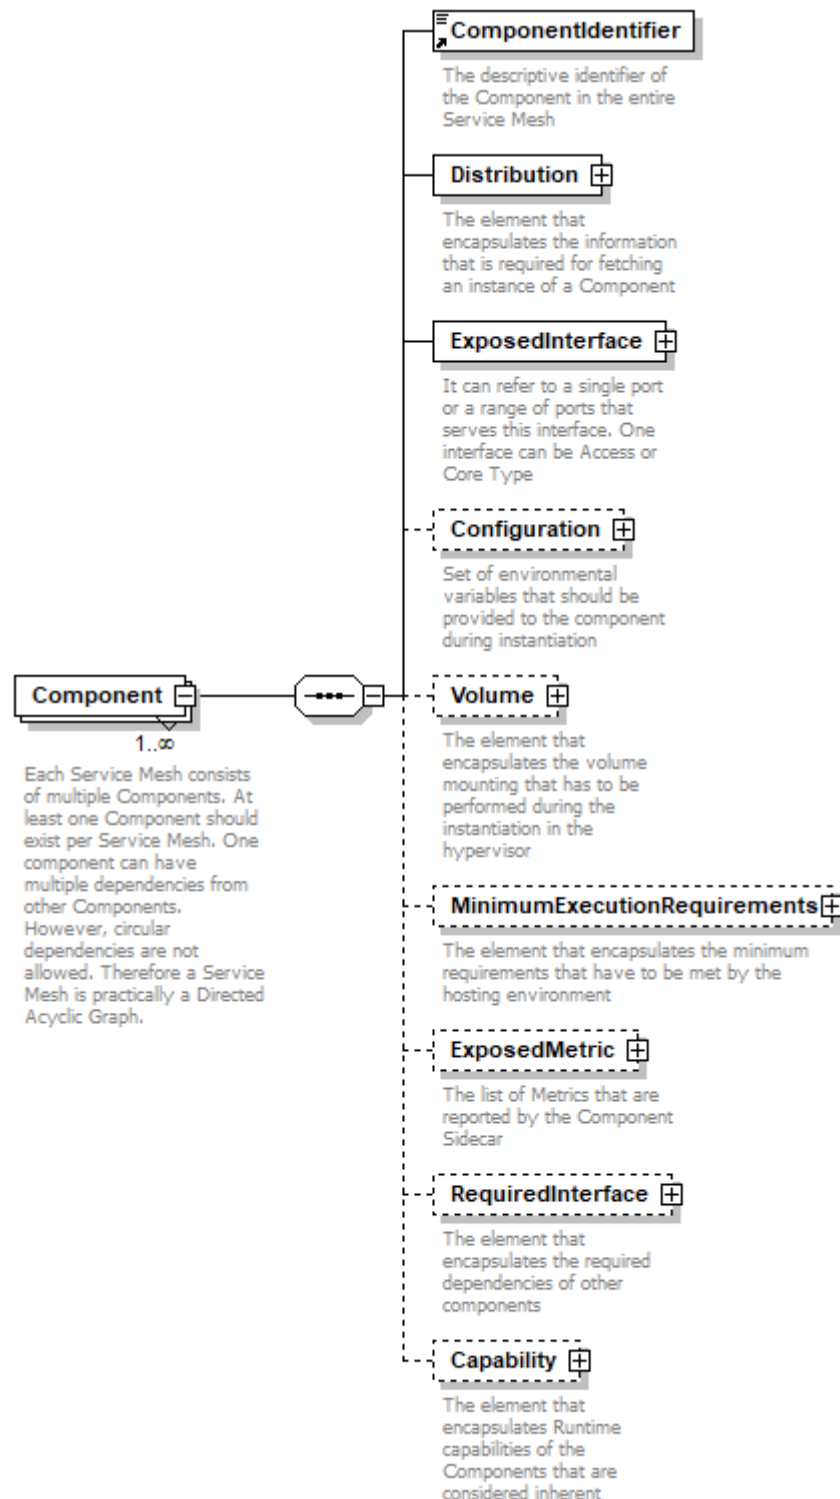 ComponentIdentifier
The descriptive identifier of
the Component in the entire
Service Mesh
Distribution
The element that
encapsulates the information
that is required for fetching
an instance of a Component
ExposedInterface
It can refer to a single port
or a range of ports that
serves this interface. One
interface can be Access or
Core Type
Configuration
Set of environmental
variables that should be
provided to the component
during instantiation
Component
1..∞
Each Service Mesh consists
of multiple Components. At
least one Component should
exist per Service Mesh. One
component can have
multiple dependencies from
other Components.
However, circular
dependencies are not
allowed. Therefore a Service
Mesh is practically a Directed
Acyclic Graph.
Volume
The element that
encapsulates the volume
mounting that has to be
performed during the
instantiation in the
hypervisor
MinimumExecutionRequirements
The element that encapsulates the minimum
requirements that have to be met by the
hosting environment
ExposedMetric
The list of Metrics that are
reported by the Component
Sidecar
RequiredInterface
The element that
encapsulates the required
dependencies of other
components
Capability
The element that
encapsulates Runtime
capabilities of the
Components that are
considered inherent